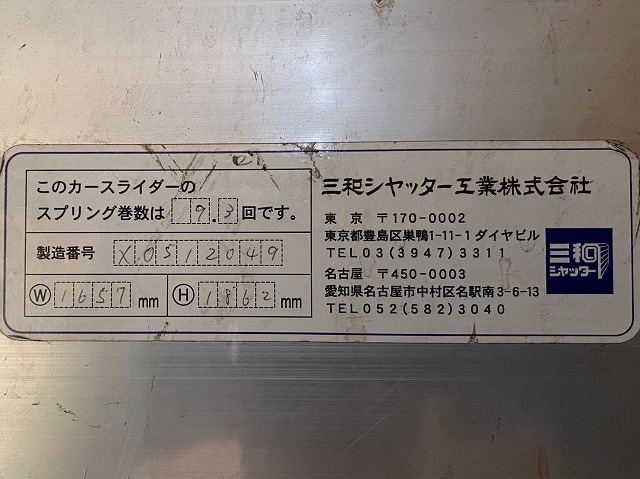 このカースライダーの
スプリング巻数は19.3回です。
製造番号 X0512049
W 1657 mm H 1862 mm
三和シヤッター工業株式会社
東京 〒170-0002
東京都豊島区巣鴨1-11-1ダイヤビル
TEL03(3947)3311
名古屋 〒450-0003
愛知県名古屋市中村区名駅南3-6-13
TEL052(582)3040
三和
シヤッター